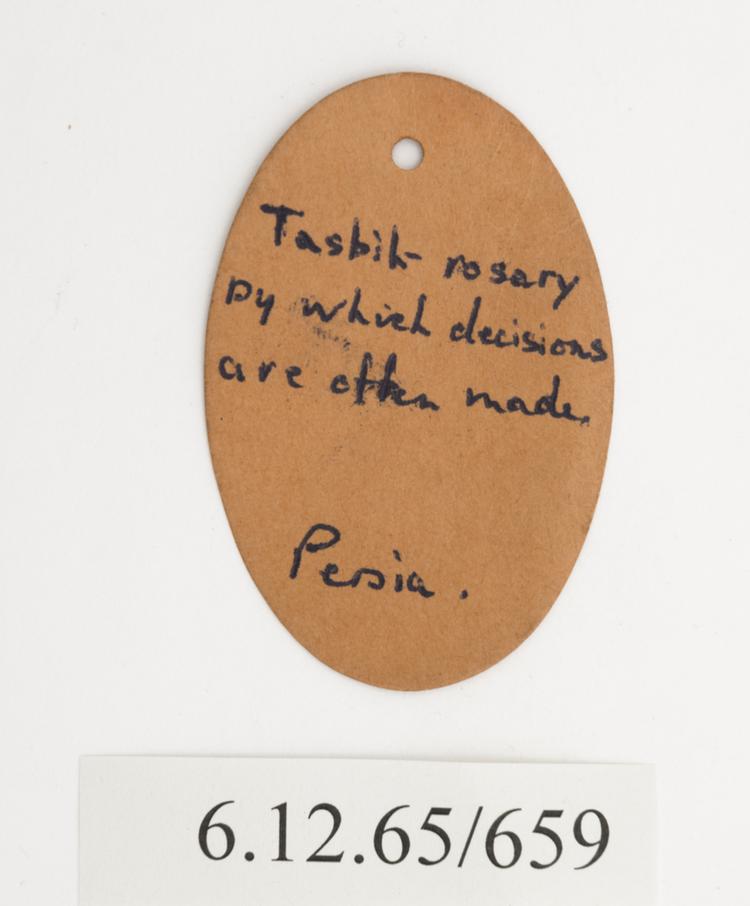 Tasbih rosary
by which decisions
are often made.
Persia.
6.12.65/659